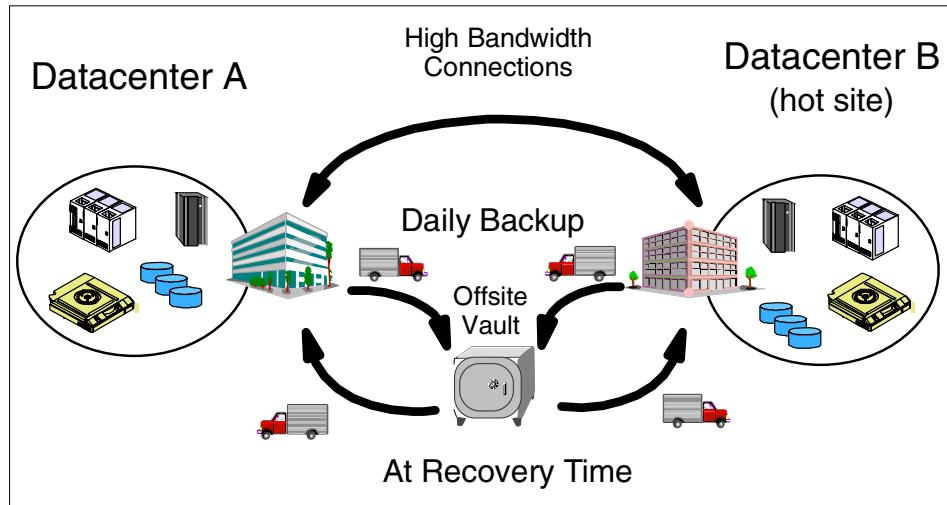 High Bandwidth
Connections
Datacenter A
Datacenter B
(hot site)
Daily Backup
Offsite
Vault
At Recovery Time